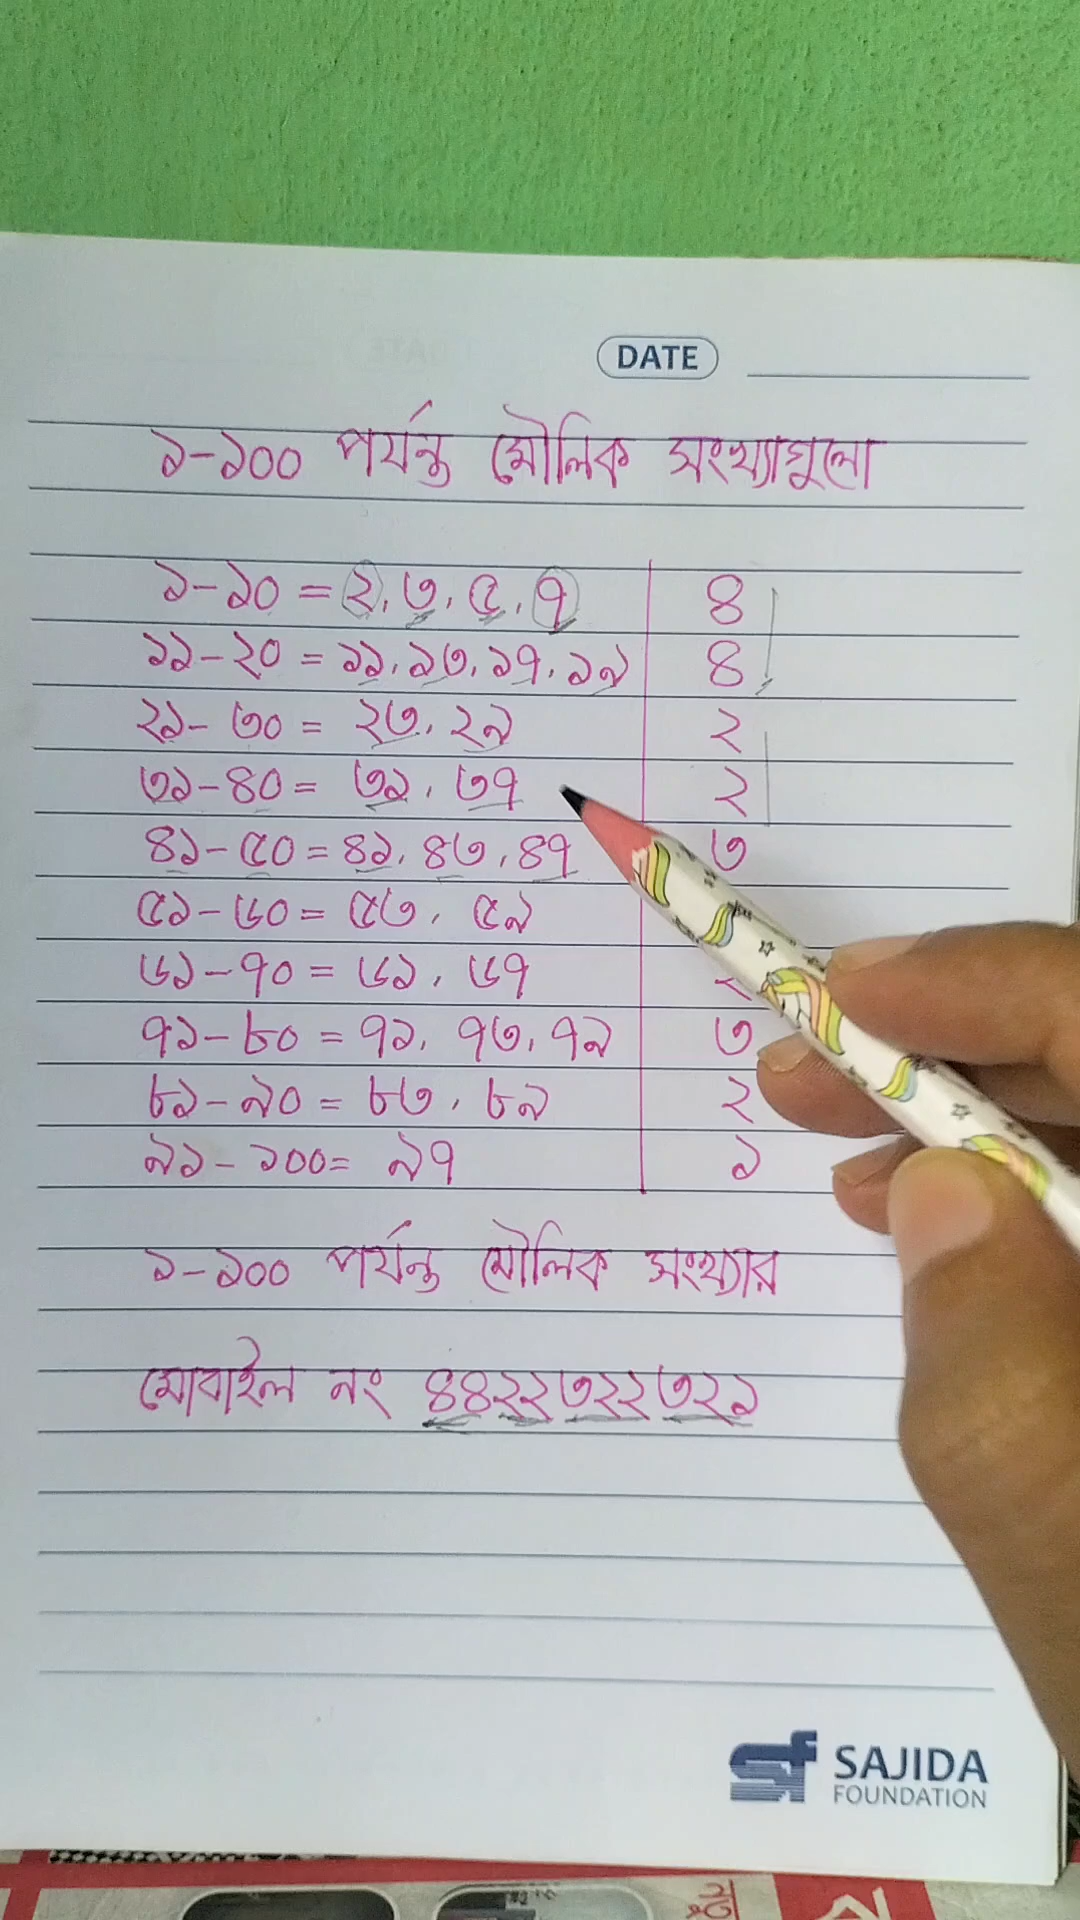 DATE
১-১০০ পর্যন্ত মৌলিক সংখ্যাগুলো
১-১০ = ২, ৩, ৫, ৭ ৪
১১-২০ = ১১, ১৩, ১৭, ১৯ ৪
২১-৩০ = ২৩, ২৯ ২
৩১-৪০ = ৩১, ৩৭ ২
৪১-৫০ = ৪১, ৪৩, ৪৭ ৩
৫১-৬০ = ৫৩, ৫৯
৬১-৭০ = ৬১, ৬৭ ২
৭১-৮০ = ৭১, ৭৩, ৭৯ ৩
৮১-৯০ = ৮৩, ৮৯ ২
৯১-১০০= ৯৭ ১
১-১০০ পর্যন্ত মৌলিক সংখ্যার
মোবাইল নং ৪৪২২৩২২৩২১
SAJIDA
FOUNDATION